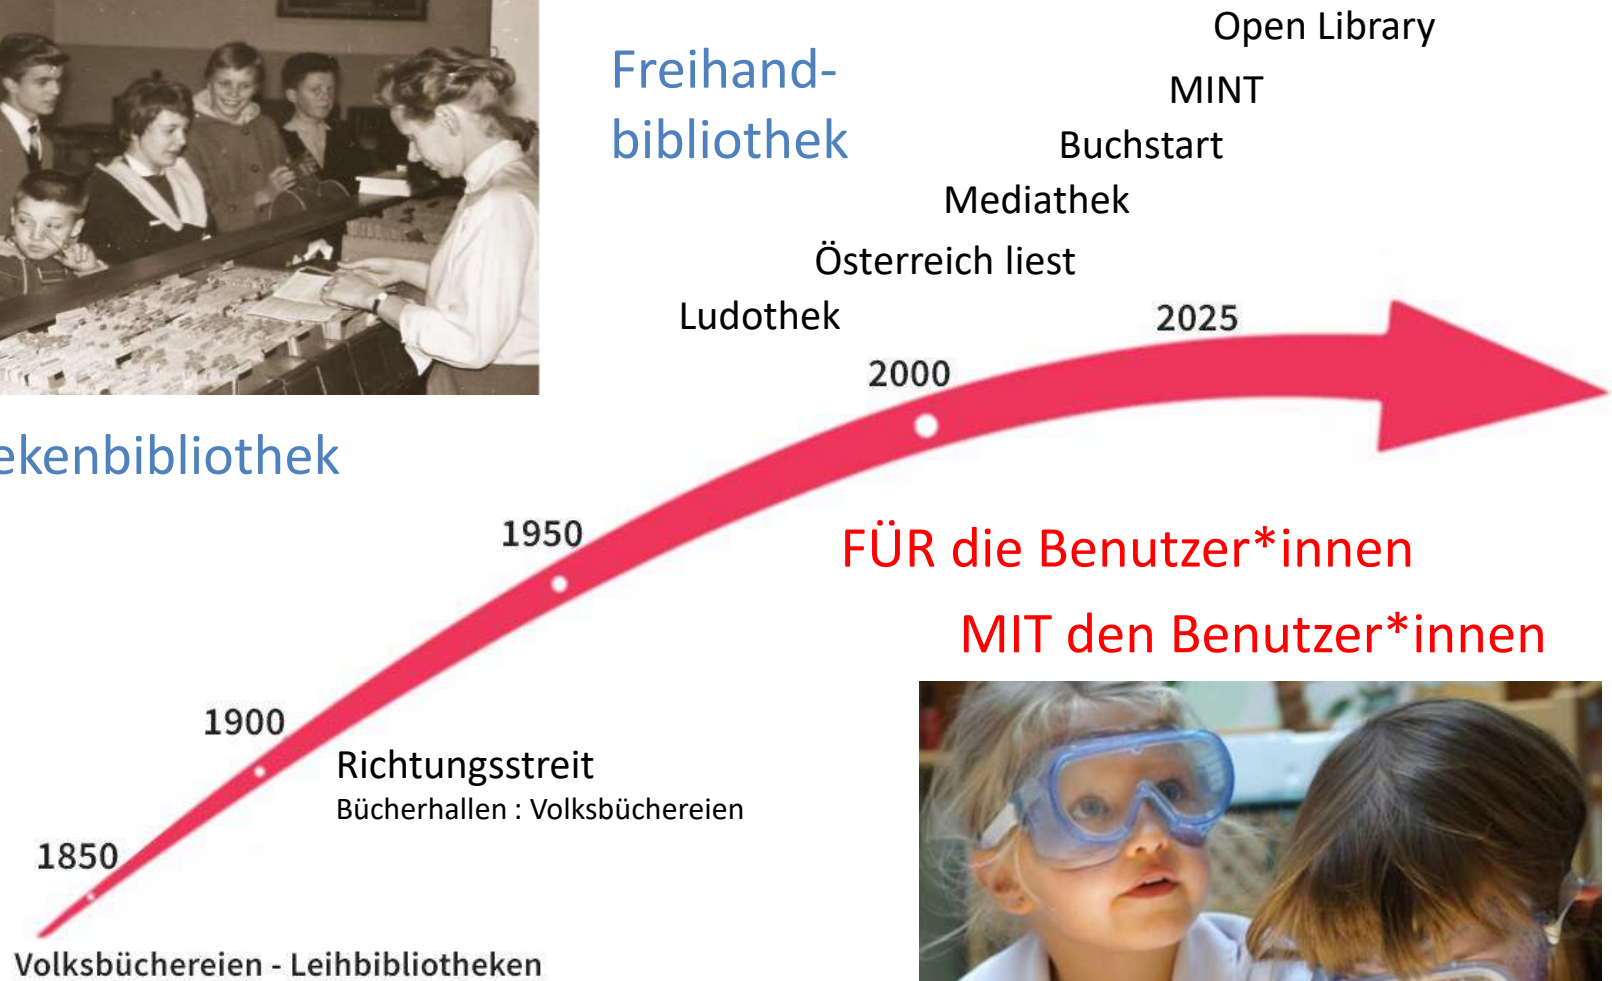 Open Library
Freihand-
bibliothek
MINT
Buchstart
Mediathek
Österreich liest
Ludothek
2025
2000
ekenbibliothek
1950
FÜR die Benutzer*innen
MIT den Benutzer*innen
1900
Richtungsstreit
Bücherhallen : Volksbüchereien
1850
Volksbüchereien - Leihbibliotheken